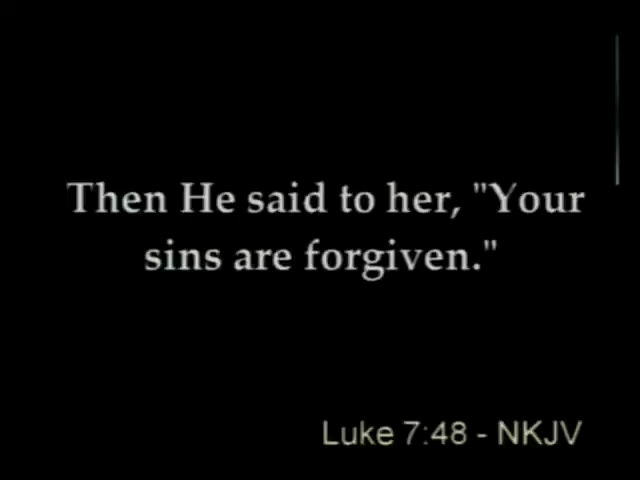 Then He said to her, "Your
sins are forgiven."
Luke 7:48 - NKJV